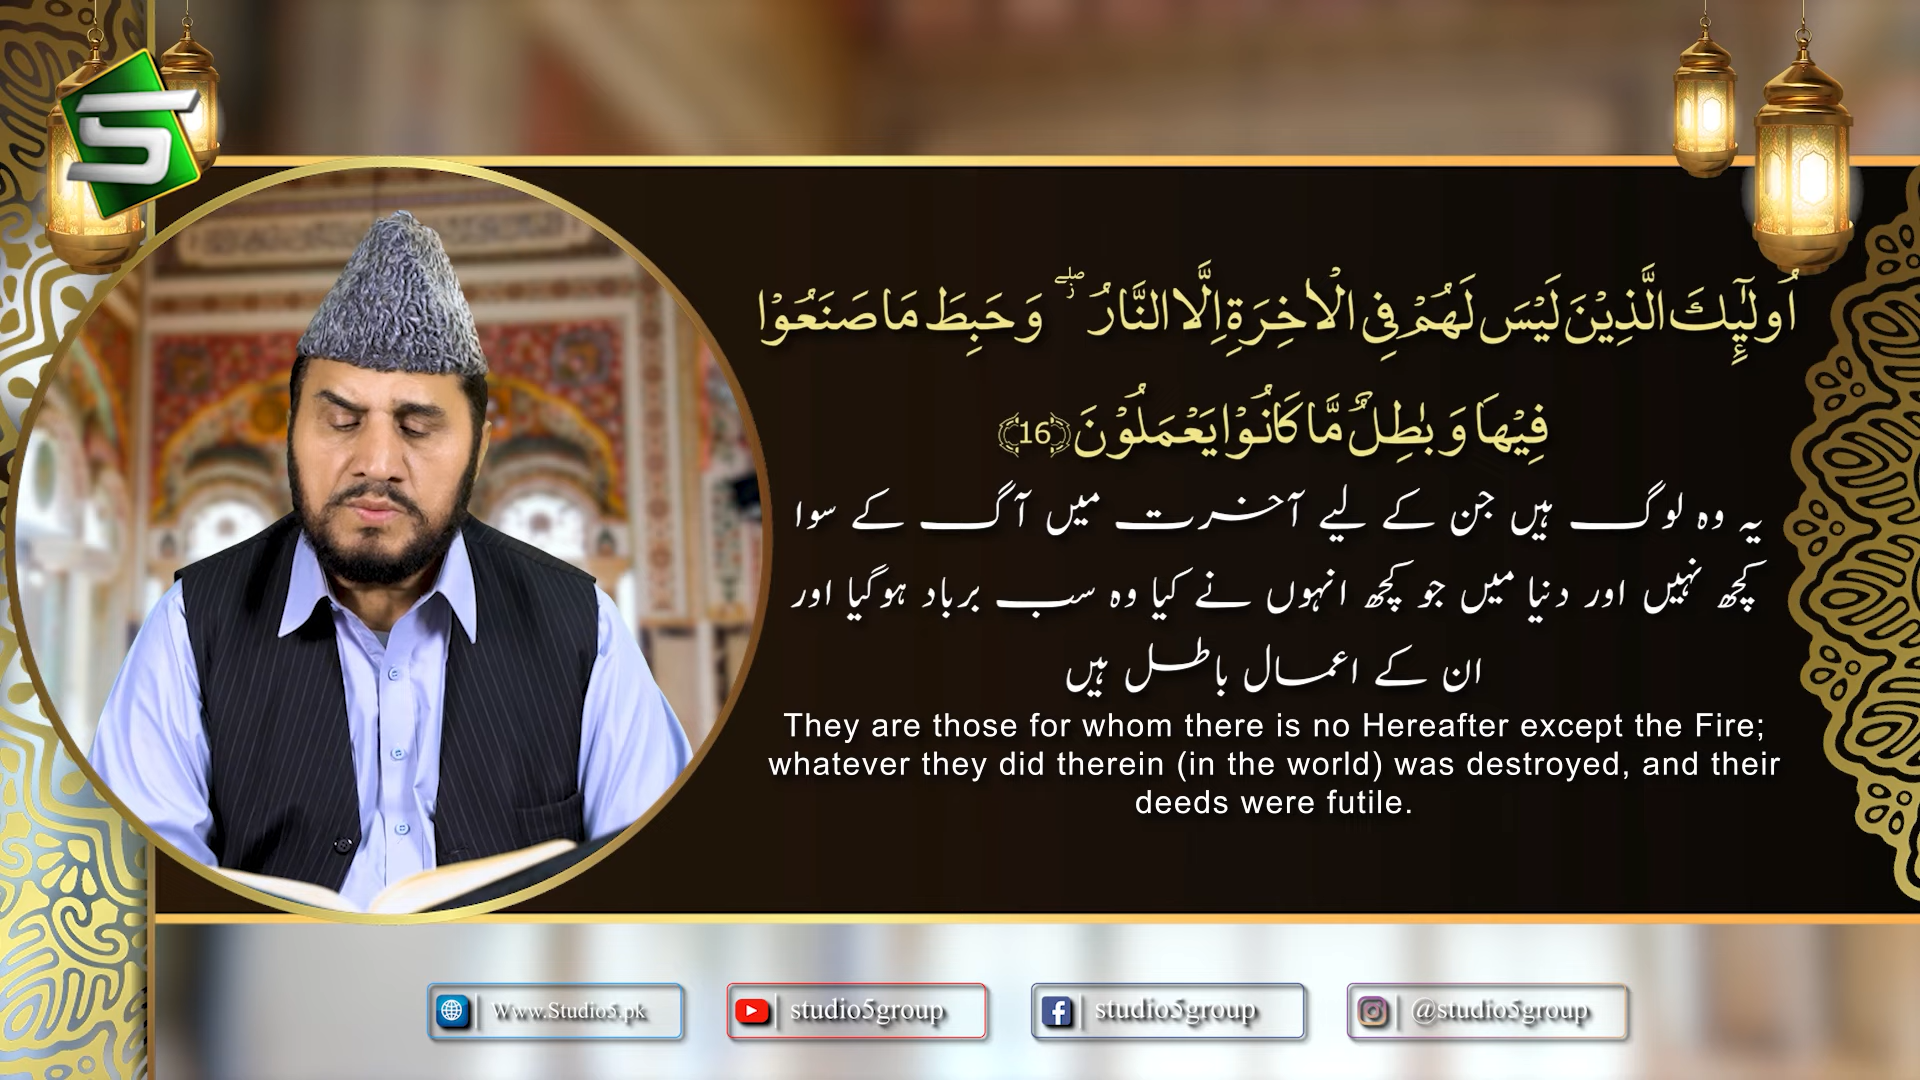 اُولٰٓئِكَ الَّذِیْنَ لَیْسَ لَهُمْ فِی الْاٰخِرَةِ اِلَّا النَّارُ ۖ٘ وَ حَبِطَ مَا صَنَعُوْا
فِیْهَا وَ بٰطِلٌ مَّا كَانُوْا یَعْمَلُوْنَ ﴿16﴾
یہ وہ لوگ ہیں جن کے لیے آخرت میں آگ کے سوا
کچھ نہیں اور دنیا میں جو کچھ انہوں نے کیا وہ سب برباد ہوگیا اور
ان کے اعمال باطل ہیں
They are those for whom there is no Hereafter except the Fire;
whatever they did therein (in the world) was destroyed, and their
deeds were futile.
5
Www.Studio5.pk
studio5group
studio5group
@studio5group